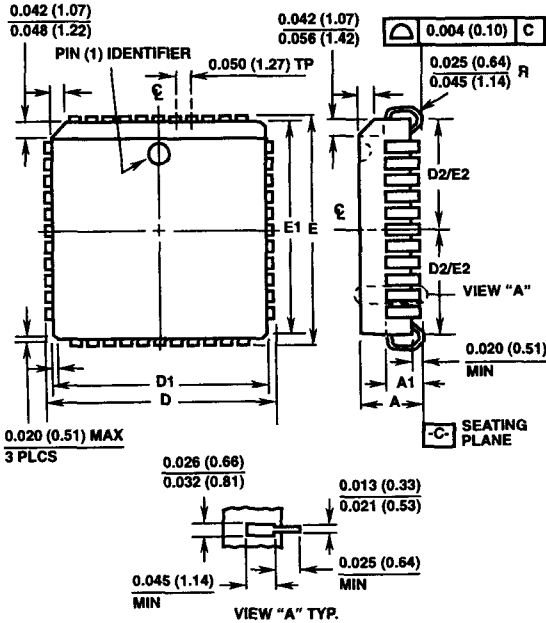 0.042 (1.07)
0.048 (1.22)
PIN (1) IDENTIFIER
0.050 (1.27) TP
℄
0.042 (1.07)
0.056 (1.42)
0.004 (0.10) C
0.025 (0.64)
0.045 (1.14)
R
℄
D2/E2
D2/E2
E1
E
VIEW "A"
D1
D
0.020 (0.51) MAX
3 PLCS
A1
A
0.020 (0.51)
MIN
-C-
SEATING
PLANE
0.026 (0.66)
0.032 (0.81)
0.013 (0.33)
0.021 (0.53)
0.025 (0.64)
MIN
0.045 (1.14)
MIN
VIEW "A" TYP.